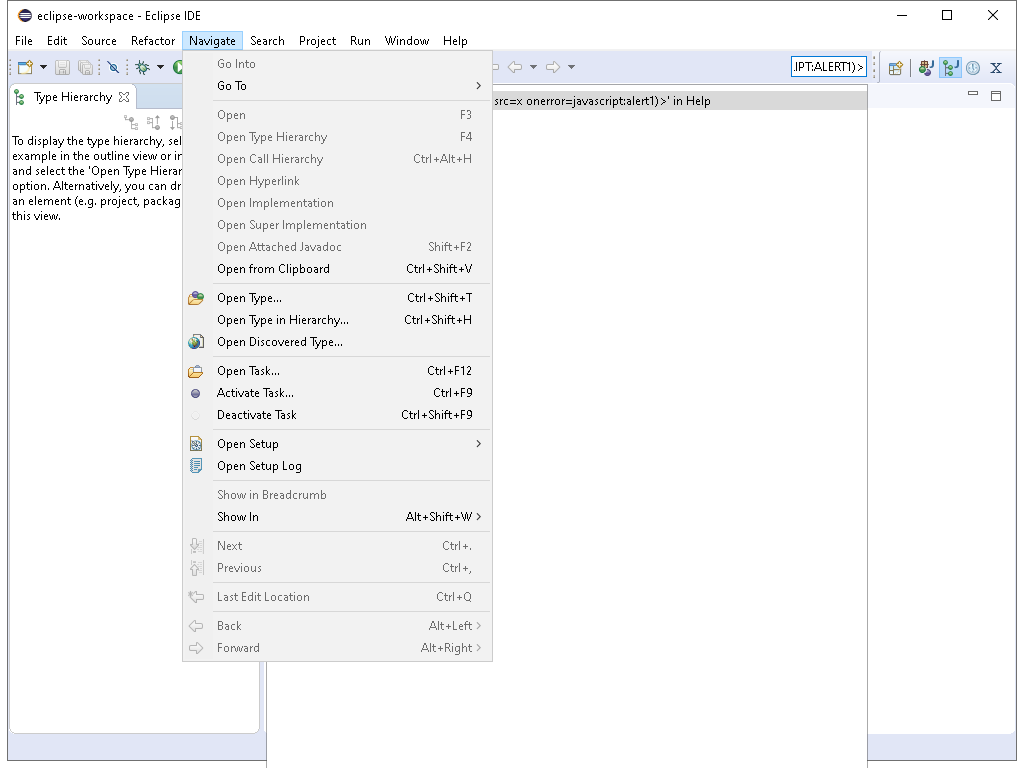 eclipse-workspace - Eclipse IDE
File Edit Source Refactor Navigate Search Project Run Window Help
.IPT:ALERT1)>
Type Hierarchy
src=x onerror=javascript:alert1)>' in Help
To display the type hierarchy, sel
example in the outline view or in
and select the 'Open Type Hierar
option. Alternatively, you can dr
an element (e.g. project, packag
this view.
Go Into
Go To
Open F3
Open Type Hierarchy F4
Open Call Hierarchy Ctrl+Alt+H
Open Hyperlink
Open Implementation
Open Super Implementation
Open Attached Javadoc Shift+F2
Open from Clipboard Ctrl+Shift+V
Open Type... Ctrl+Shift+T
Open Type in Hierarchy... Ctrl+Shift+H
Open Discovered Type...
Open Task... Ctrl+F12
Activate Task... Ctrl+F9
Deactivate Task Ctrl+Shift+F9
Open Setup
Open Setup Log
Show in Breadcrumb
Show In Alt+Shift+W
Next Ctrl+.
Previous Ctrl+,
Last Edit Location Ctrl+Q
Back Alt+Left
Forward Alt+Right